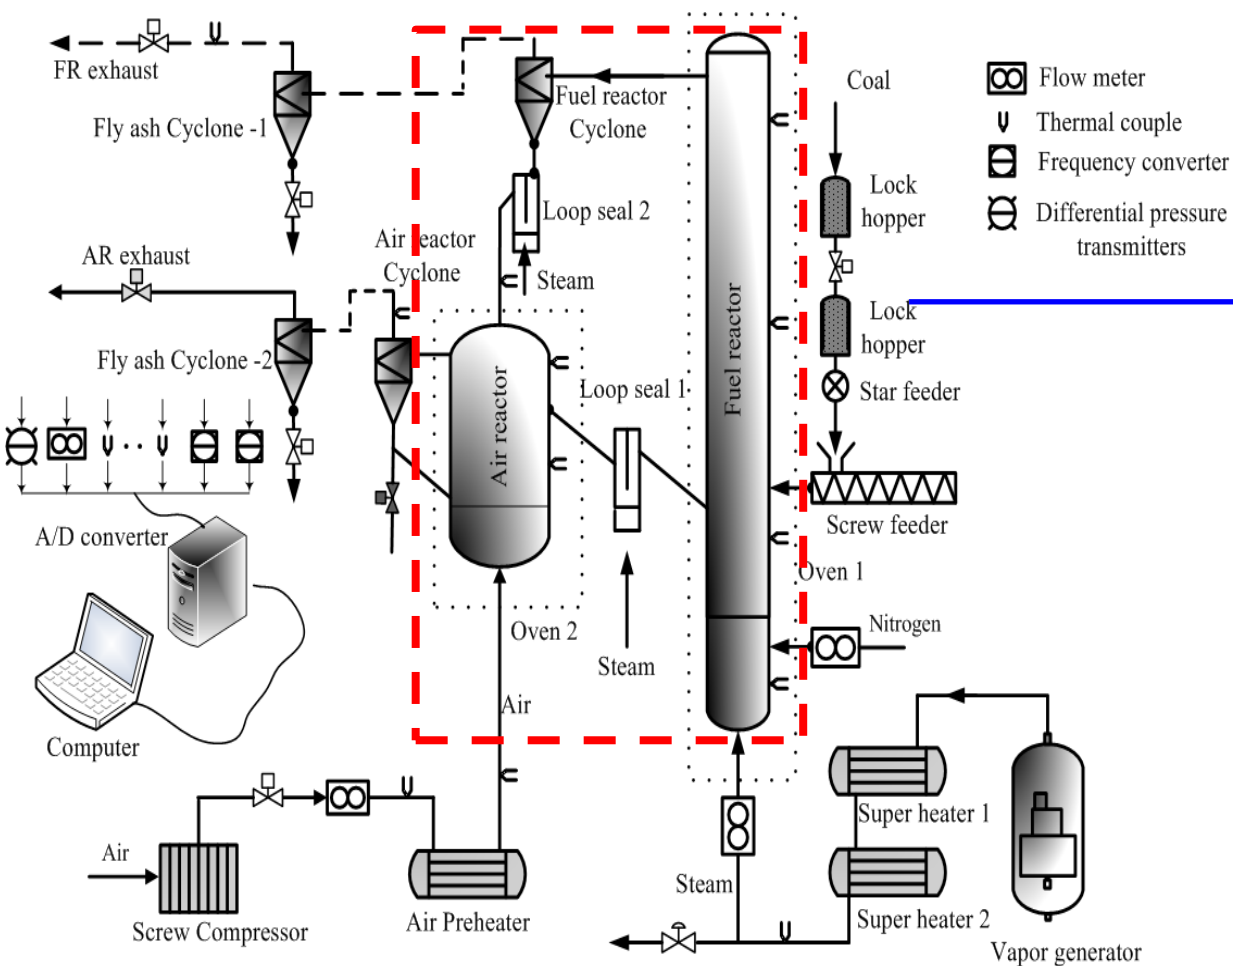 FR exhaust
Fly ash Cyclone -1
Fuel reactor
Cyclone
Coal
Flow meter
Thermal couple
Frequency converter
Differential pressure
transmitters
Lock
hopper
Loop seal 2
Steam
Air reactor
Cyclone
AR exhaust
Fly ash Cyclone -2
Lock
hopper
Star feeder
Screw feeder
Loop seal 1
Air reactor
Fuel reactor
A/D converter
Oven 1
Oven 2
Nitrogen
Steam
Air
Computer
Super heater 1
Super heater 2
Vapor generator
Steam
Air
Screw Compressor
Air Preheater